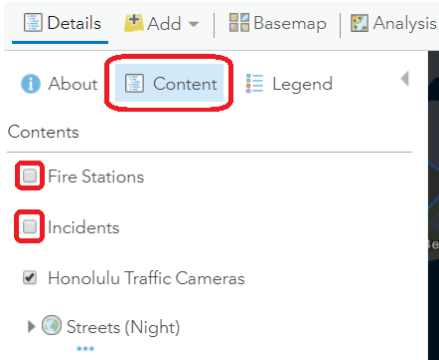 Details Add Basemap Analysis
About Content Legend
Contents
Fire Stations
Incidents
Honolulu Traffic Cameras
Streets (Night)